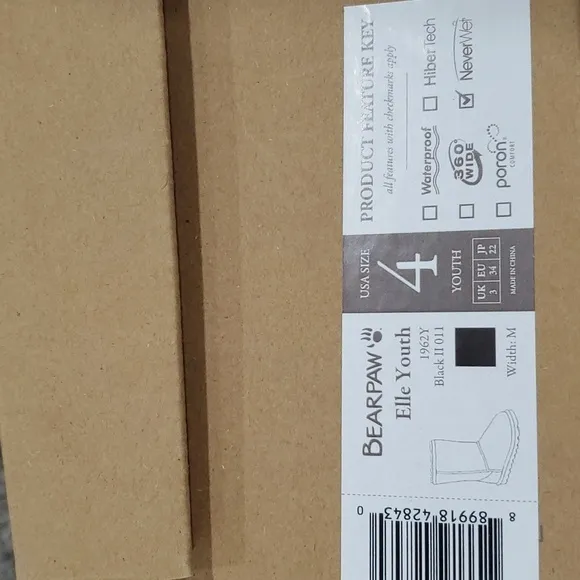 BEARPAW
Elle Youth
1962Y
Black II 011
Width: M
USA SIZE
4
YOUTH
UK EU JP
3 34 22
MADE IN CHINA
PRODUCT FEATURE KEY
all features with checkmarks apply
Waterproof
HiberTech
360° WIDE
NeverWet
poron®
COMFORT
8 89918 42843 0